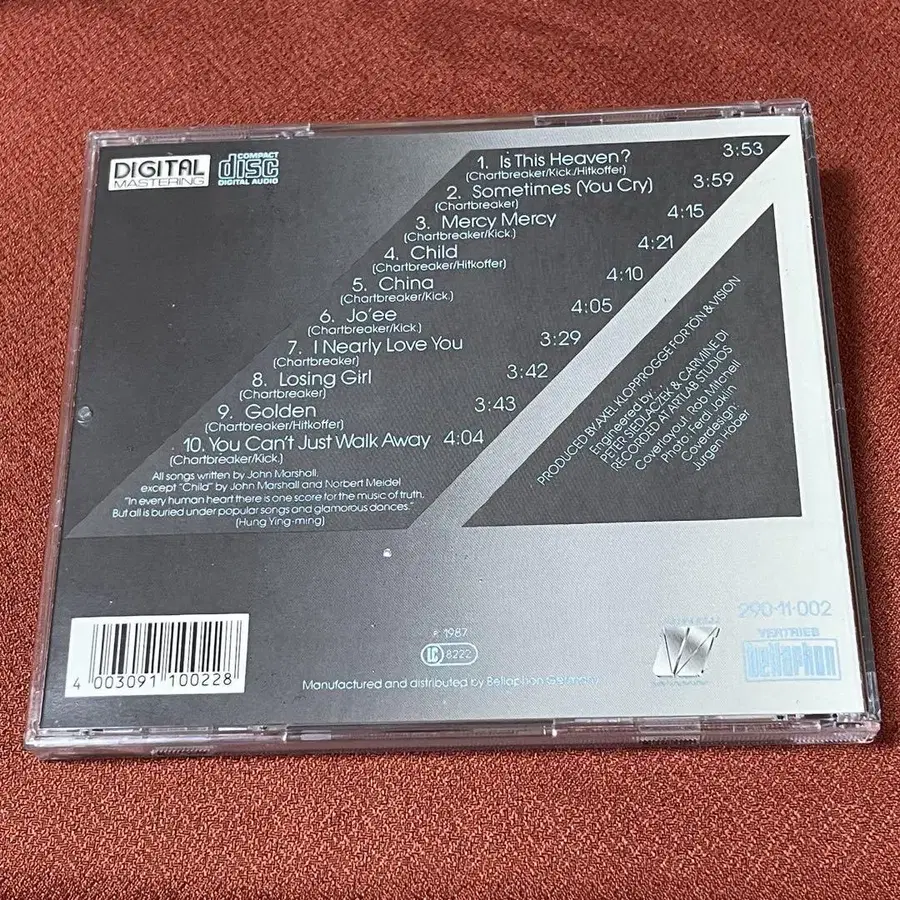 DIGITAL
MASTERING
COMPACT
disc
DIGITAL AUDIO
1. Is This Heaven? 3:53
(Chartbreaker/Kick./Hitkoffer)
2. Sometimes (You Cry) 3:59
(Chartbreaker)
3. Mercy Mercy 4:15
(Chartbreaker/Kick.)
4. Child 4:21
(Chartbreaker/Hitkoffer)
5. China 4:10
(Chartbreaker/Kick.)
6. Jo'ee 4:05
(Chartbreaker/Kick.)
7. I Nearly Love You 3:29
(Chartbreaker)
8. Losing Girl 3:42
(Chartbreaker)
9. Golden 3:43
(Chartbreaker/Hitkoffer)
10. You Can't Just Walk Away 4:04
(Chartbreaker/Kick.)
All songs written by John Marshall,
except "Child" by John Marshall and Norbert Meidel
"In every human heart there is one score for the music of truth.
But all is buried under popular songs and glamorous dances."
(Hung Ying-ming)
PRODUCED BY AXEL KLOPPROGGE FOR TON & VISION
Engineered by:
PETER SEDLACZEK & CARMINE DI
RECORDED AT ARTLAB STUDIOS
Coverlayout: Rap Mitchell
Photo: Ferdi
Coverdesign:
Jürgen Huber
290·11·002
VERTRIEB
bellaphon
℗ 1987
LC 8222
Manufactured and distributed by Bellaphon Germany
4 003091 100228